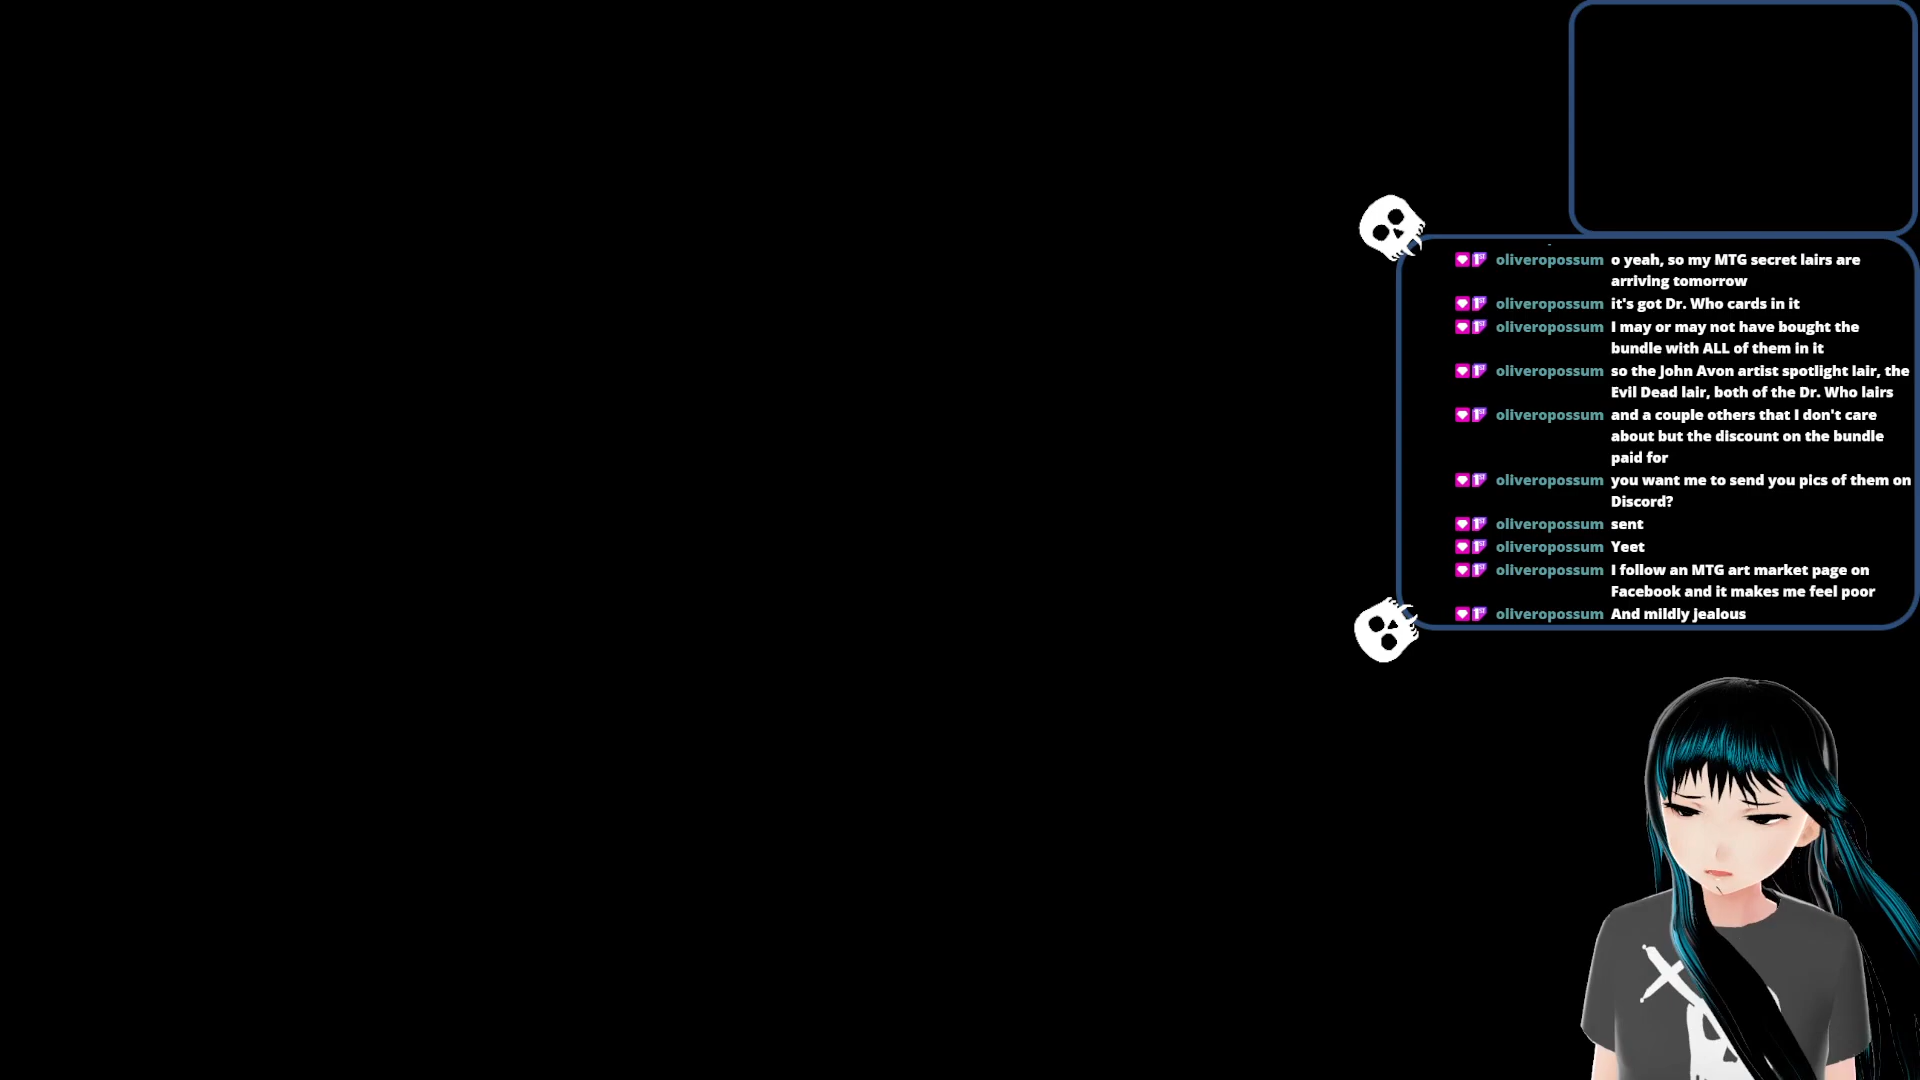 oliveropossum o yeah, so my MTG secret lairs are
arriving tomorrow
oliveropossum it's got Dr. Who cards in it
oliveropossum I may or may not have bought the
bundle with ALL of them in it
oliveropossum so the John Avon artist spotlight lair, the
Evil Dead lair, both of the Dr. Who lairs
oliveropossum and a couple others that I don't care
about but the discount on the bundle
paid for
oliveropossum you want me to send you pics of them on
Discord?
oliveropossum sent
oliveropossum Yeet
oliveropossum I follow an MTG art market page on
Facebook and it makes me feel poor
oliveropossum And mildly jealous